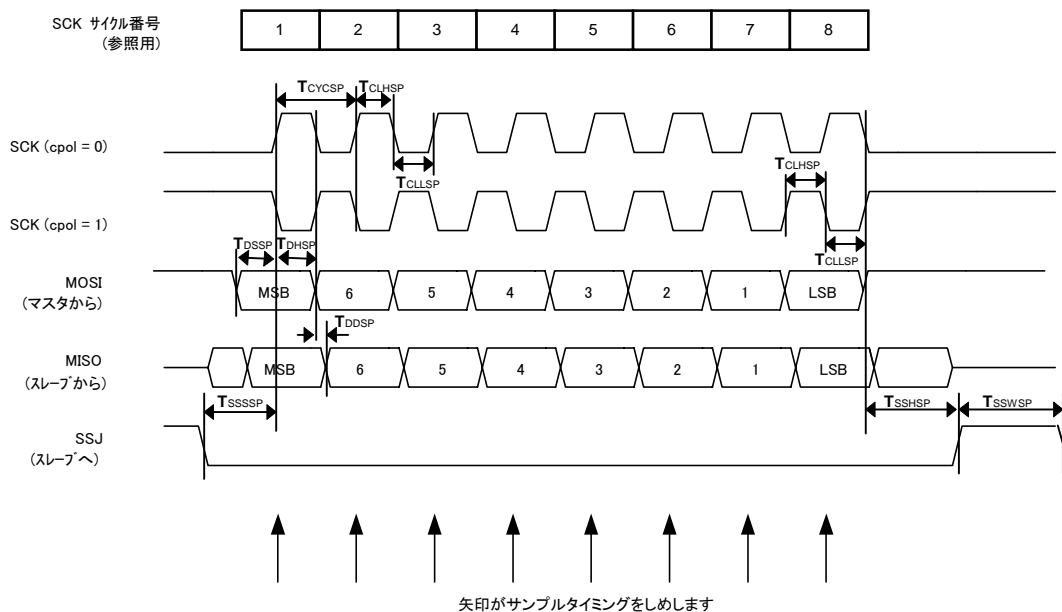 SCK サイクル番号
(参照用)
1 2 3 4 5 6 7 8
TCYCSP TCLHSP
SCK (cpol = 0)
TCLLSP
TCLHSP
SCK (cpol = 1)
TDSSP TDHSP
TCLLSP
MOSI
(マスタから)
MSB 6 5 4 3 2 1 LSB
TDDSP
MISO
(スレーブから)
MSB 6 5 4 3 2 1 LSB
TSSSSP
TSSHSP TSSWSP
SSJ
(スレーブへ)
矢印がサンプルタイミングをしめします